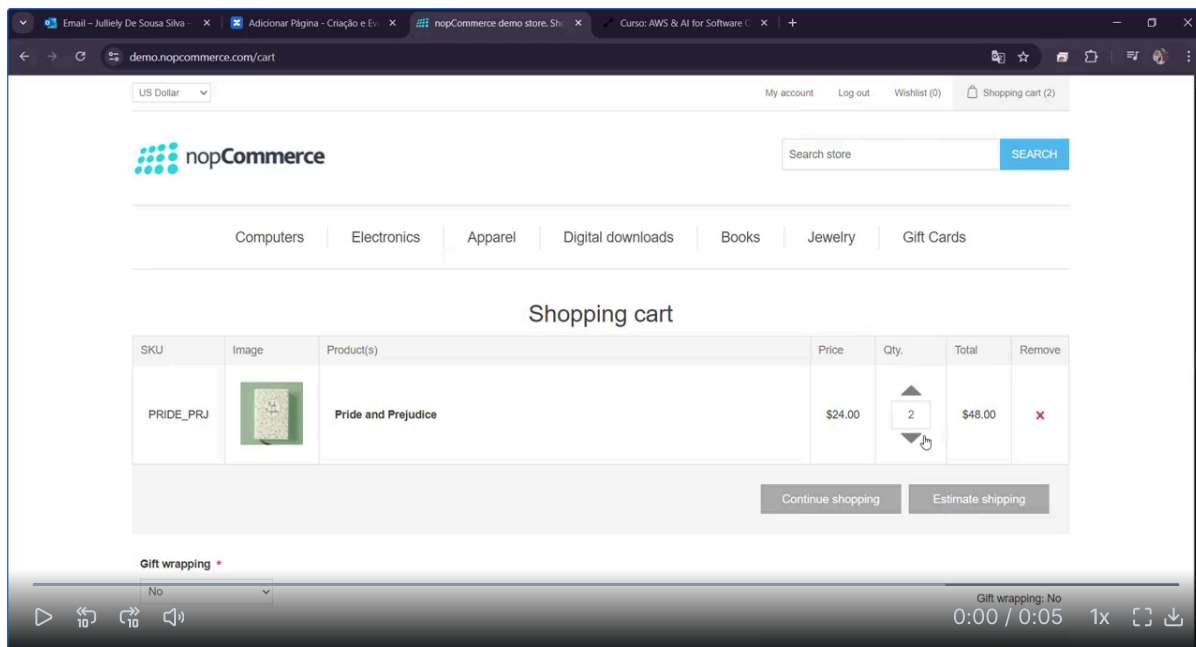 Email – Julliely De Sousa Silva –
Adicionar Página - Criação e Ev
nopCommerce demo store. Sh
Curso: AWS & AI for Software
demo.nopcommerce.com/cart
US Dollar
My account
Log out
Wishlist (0)
Shopping cart (2)
nopCommerce
Search store
SEARCH
Computers
Electronics
Apparel
Digital downloads
Books
Jewelry
Gift Cards
Shopping cart
SKU
Image
Product(s)
Price
Qty.
Total
Remove
PRIDE_PRJ
Pride and Prejudice
$24.00
2
$48.00
Continue shopping
Estimate shipping
Gift wrapping *
No
Gift wrapping: No
10
10
0:00 / 0:05
1x